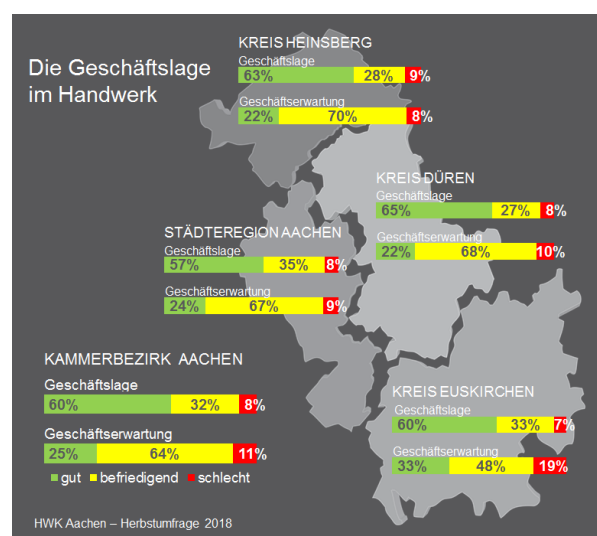 Die Geschäftslage
im Handwerk
KREIS HEINSBERG
Geschäftslage
63% 28% 9%
Geschäftserwartung
22% 70% 8%
KREIS DÜREN
Geschäftslage
65% 27% 8%
Geschäftserwartung
22% 68% 10%
STÄDTEREGION AACHEN
Geschäftslage
57% 35% 8%
Geschäftserwartung
24% 67% 9%
KAMMERBEZIRK AACHEN
Geschäftslage
60% 32% 8%
Geschäftserwartung
25% 64% 11%
gut befriedigend schlecht
KREIS EUSKIRCHEN
Geschäftslage
60% 33% 7%
Geschäftserwartung
33% 48% 19%
HWK Aachen – Herbstumfrage 2018